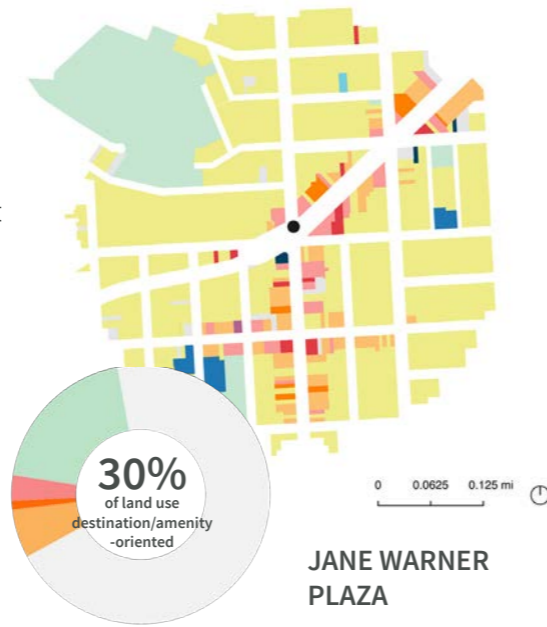 30%
of land use
destination/amenity
-oriented
0 0.0625 0.125 mi
JANE WARNER
PLAZA